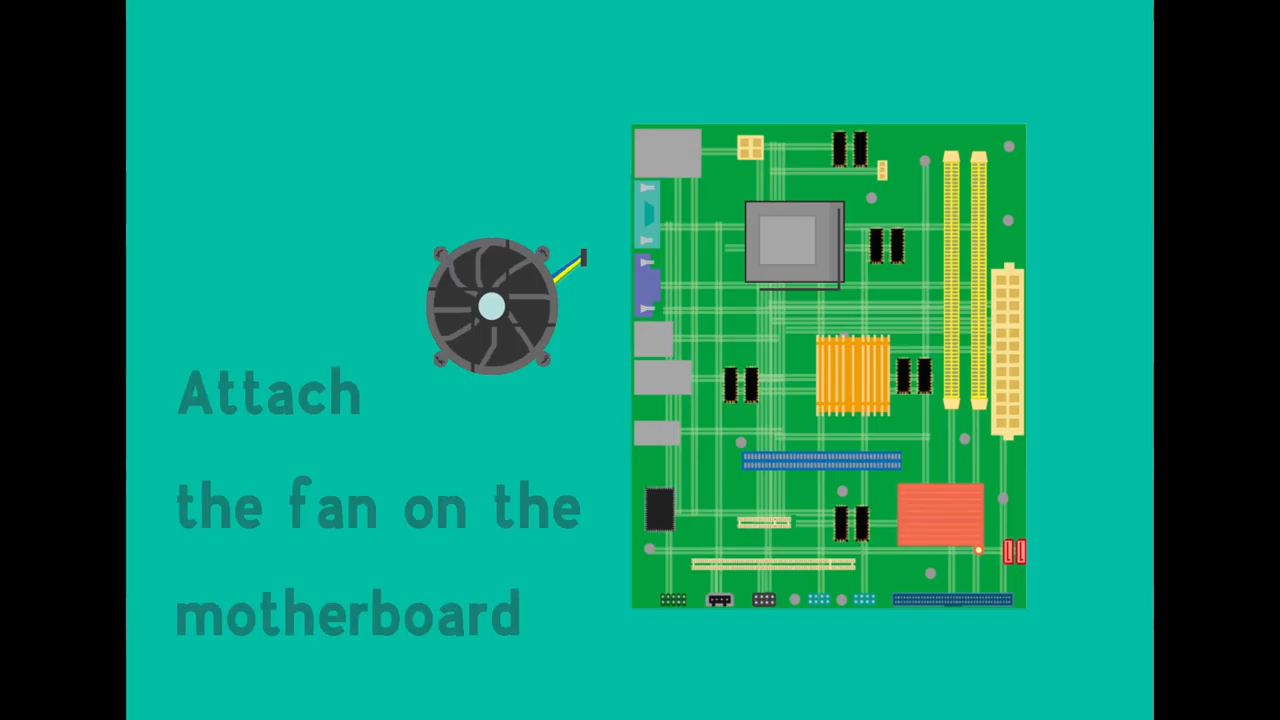 Attach
the fan on the
motherboard